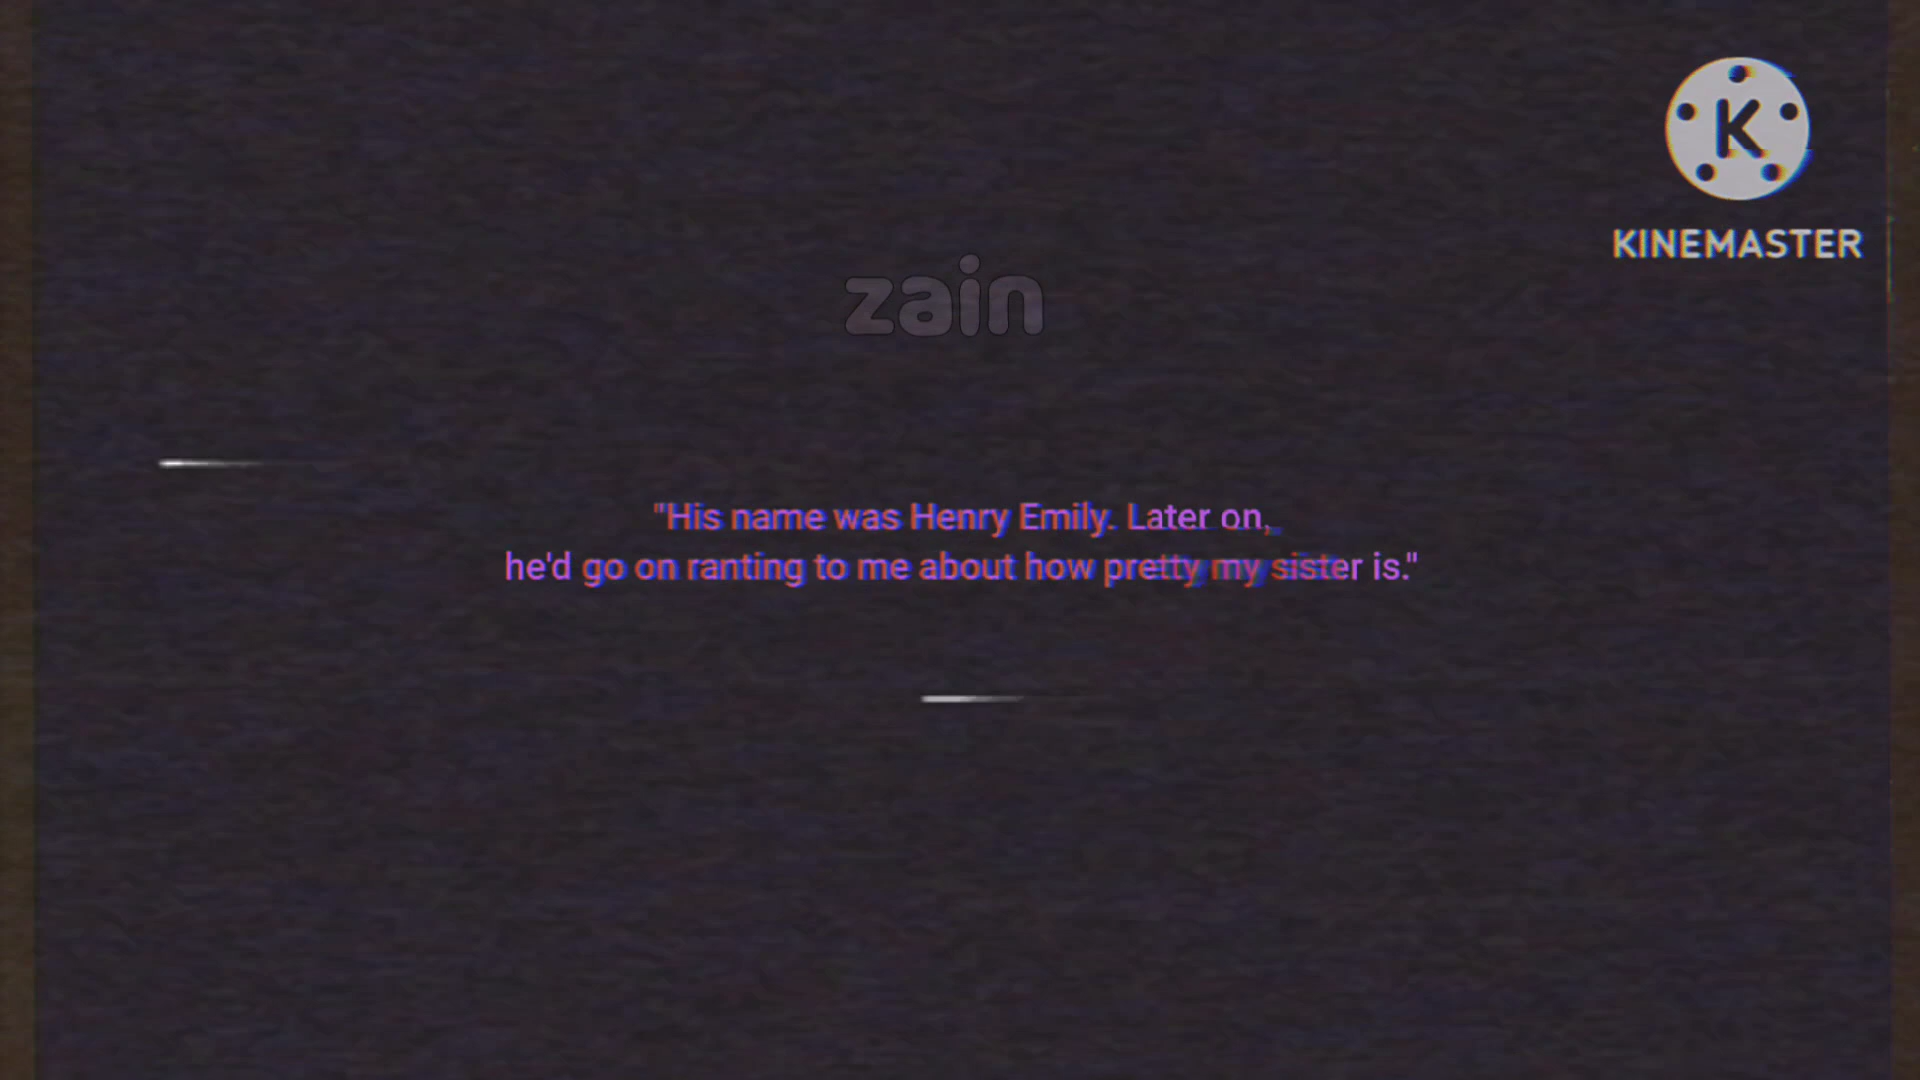 K
KINEMASTER
zain
"His name was Henry Emily. Later on,
he'd go on ranting to me about how pretty my sister is."